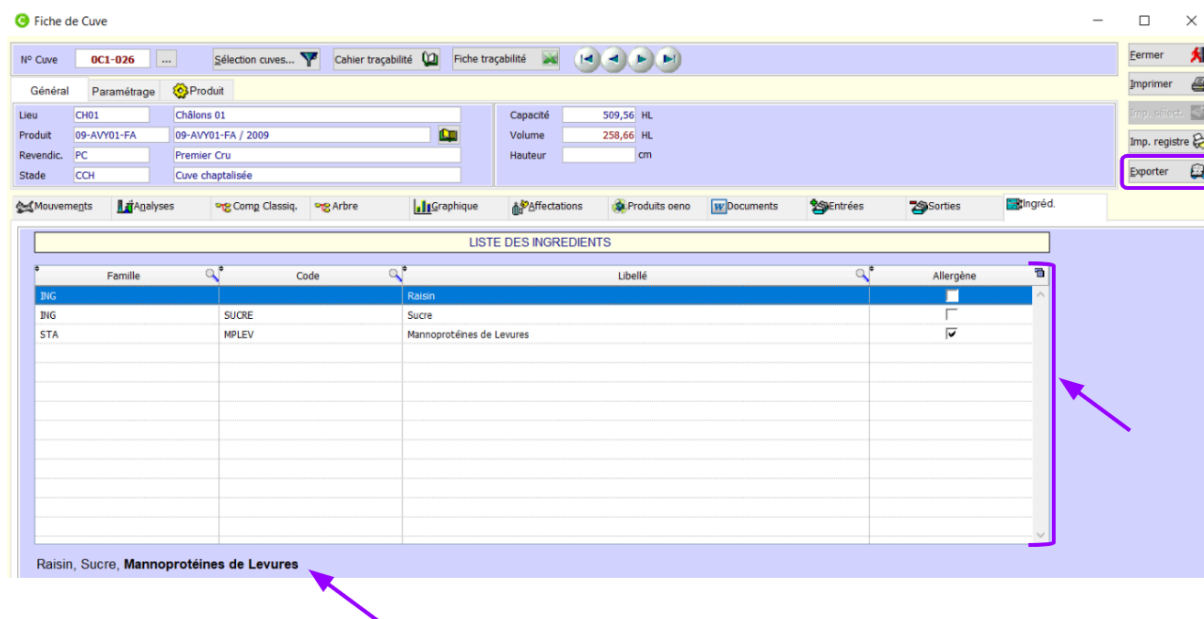 Fiche de Cuve
N° Cuve 0C1-026 ... Sélection cuves... Cahier traçabilité Fiche traçabilité
Fermer
Général Paramétrage Produit
Imprimer
Lieu CH01 Châlons 01 Capacité 509,56 HL
Imp. sélect.
Produit 09-AVY01-FA 09-AVY01-FA / 2009 Volume 258,66 HL
Imp. registre
Revendic. PC Premier Cru Hauteur cm
Stade CCH Cuve chaptalisée
Exporter
Mouvements Analyses Comp Classiq. Arbre Graphique Affectations Produits oeno Documents Entrées Sorties Ingréd.
LISTE DES INGREDIENTS
Famille Code Libellé Allergène
ING Raisin
ING SUCRE Sucre
STA MPLEV Mannoprotéines de Levures
Raisin, Sucre, Mannoprotéines de Levures